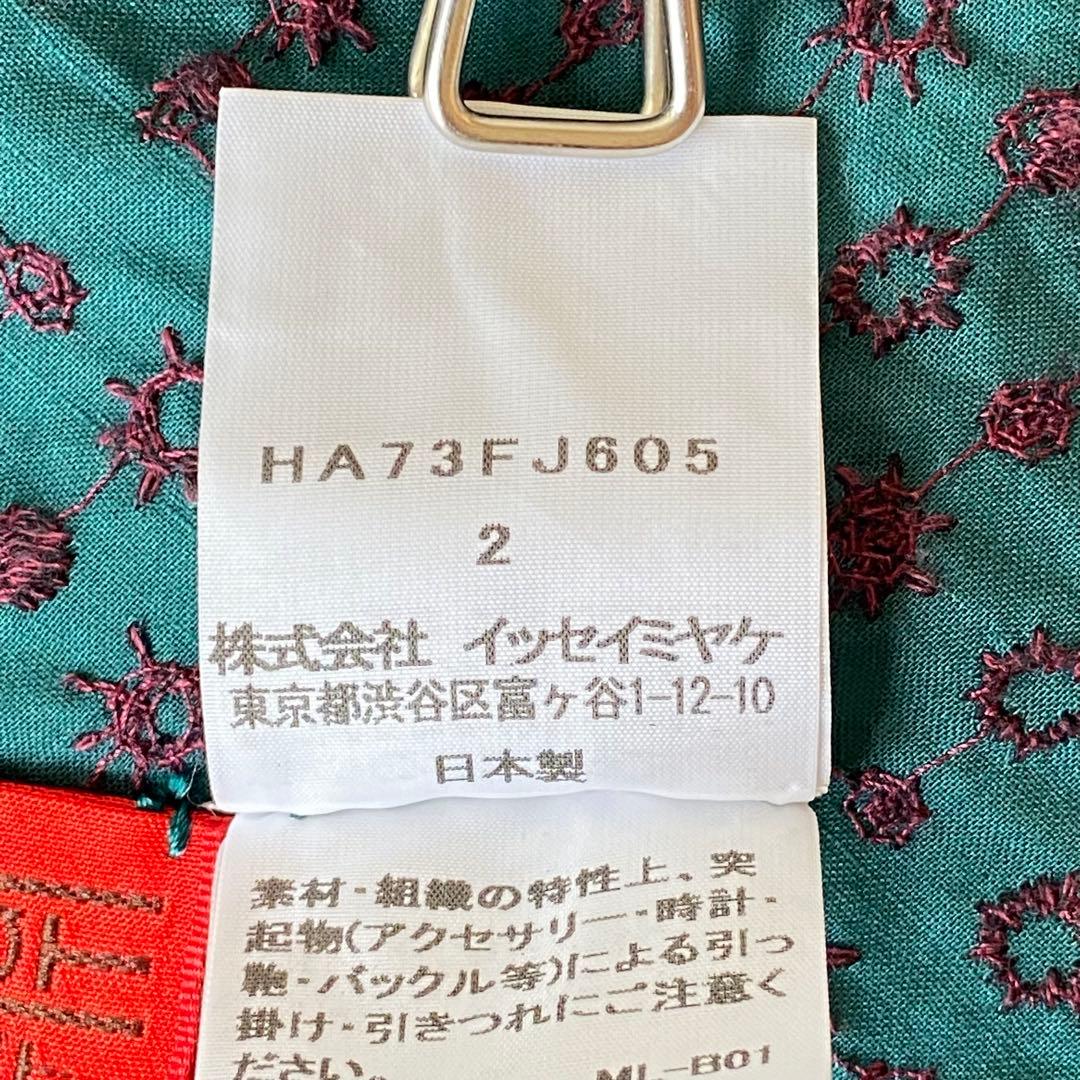 HA73FJ605
2
株式会社 イッセイミヤケ
東京都渋谷区富ヶ谷1-12-10
日本製
素材・組織の特性上、突
起物(アクセサリー・時計・
鞄・バックル等)による引っ
掛け・引きつれにご注意く
ださい。
ML-B01